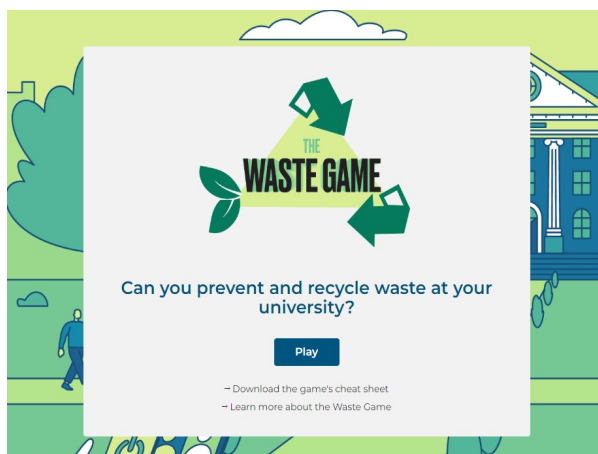 THE
WASTE GAME
Can you prevent and recycle waste at your
university?
Play
→ Download the game's cheat sheet
→ Learn more about the Waste Game